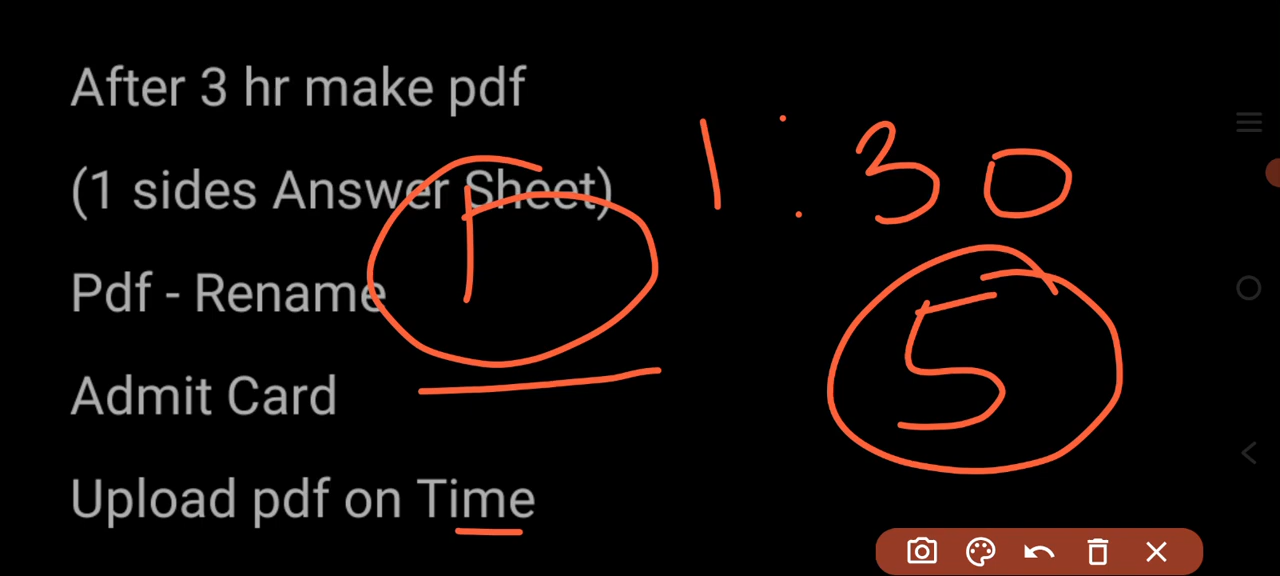 After 3 hr make pdf
(1 sides Answer Sheet)
1 : 30
1
Pdf - Rename
5
Admit Card
Upload pdf on Time